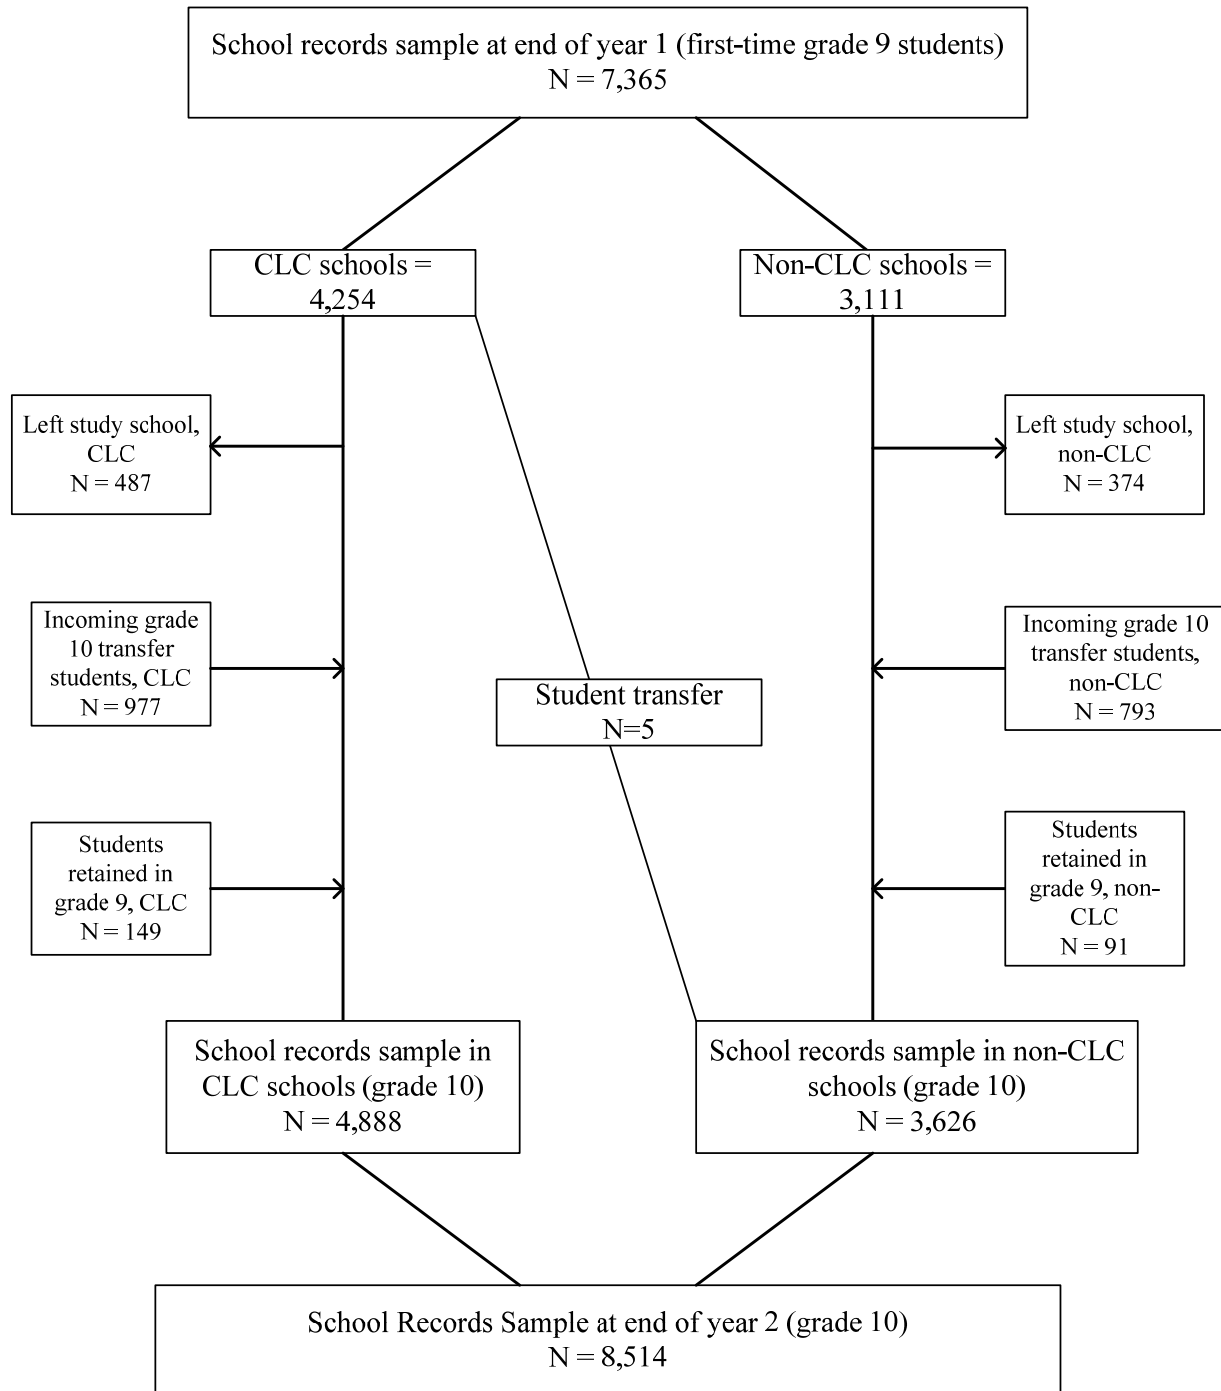 School records sample at end of year 1 (first-time grade 9 students)
N = 7,365
CLC schools =
4,254
Non-CLC schools =
3,111
Left study school,
CLC
N = 487
Left study school,
non-CLC
N = 374
Incoming grade
10 transfer
students, CLC
N = 977
Incoming grade 10
transfer students,
non-CLC
N = 793
Student transfer
N=5
Students
retained in
grade 9, CLC
N = 149
Students
retained in
grade 9, non-
CLC
N = 91
School records sample in
CLC schools (grade 10)
N = 4,888
School records sample in non-CLC
schools (grade 10)
N = 3,626
School Records Sample at end of year 2 (grade 10)
N = 8,514